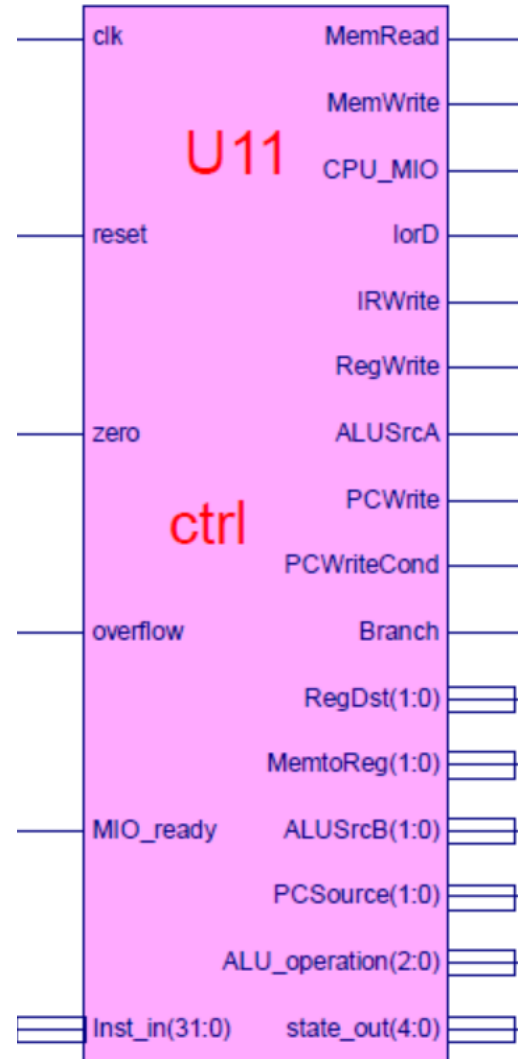 clk MemRead
MemWrite
U11
CPU_MIO
reset IorD
IRWrite
RegWrite
zero ALUSrcA
PCWrite
ctrl
PCWriteCond
overflow Branch
RegDst(1:0)
MemtoReg(1:0)
MIO_ready ALUSrcB(1:0)
PCSource(1:0)
ALU_operation(2:0)
Inst_in(31:0) state_out(4:0)